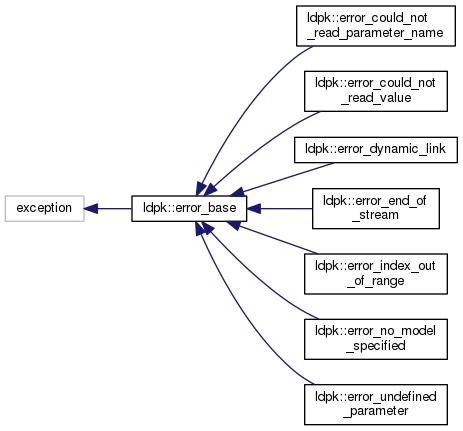 ldpk::error_could_not
_read_parameter_name
ldpk::error_could_not
_read_value
ldpk::error_dynamic_link
exception
ldpk::error_base
ldpk::error_end_of
_stream
ldpk::error_index_out
_of_range
ldpk::error_no_model
_specified
ldpk::error_undefined
_parameter